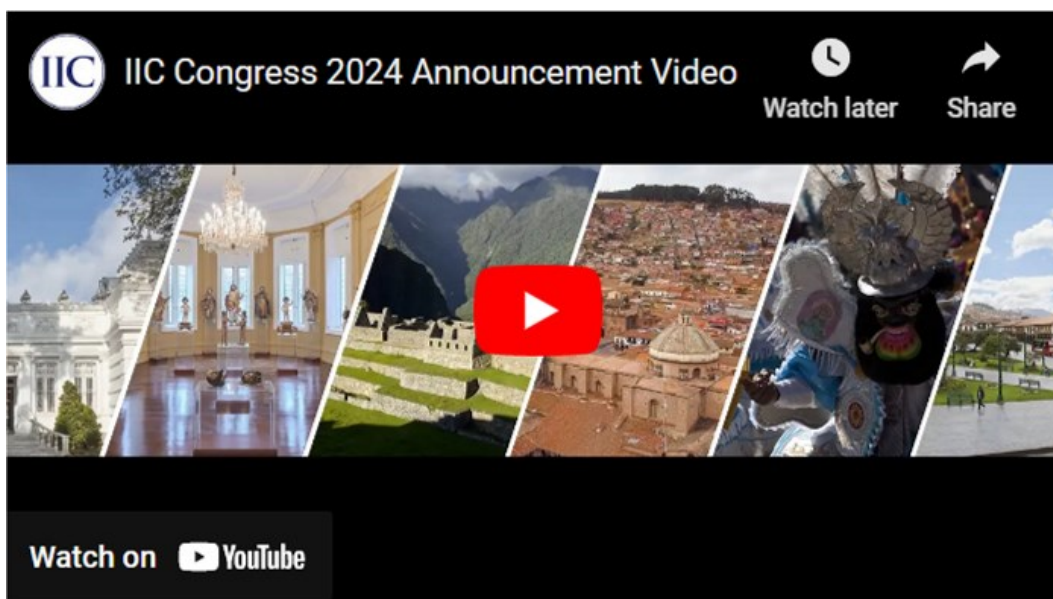 IIC
IIC Congress 2024 Announcement Video
Watch later
Share
Watch on YouTube